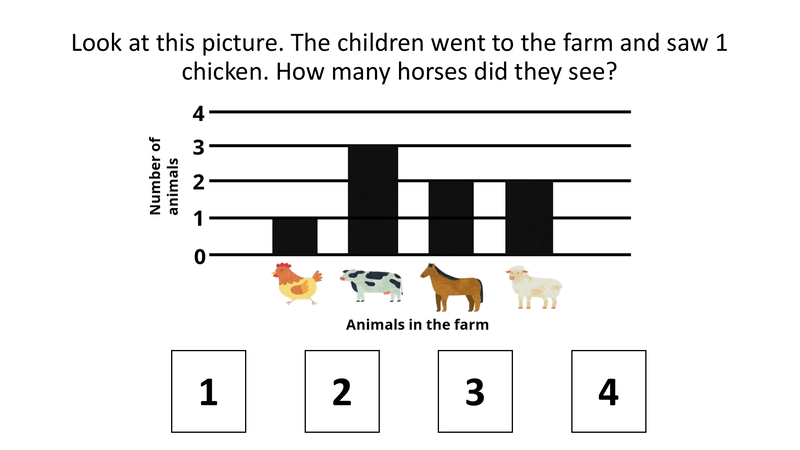 Look at this picture. The children went to the farm and saw 1
chicken. How many horses did they see?
4
3
2
1
0
Number of
animals
Animals in the farm
1
2
3
4